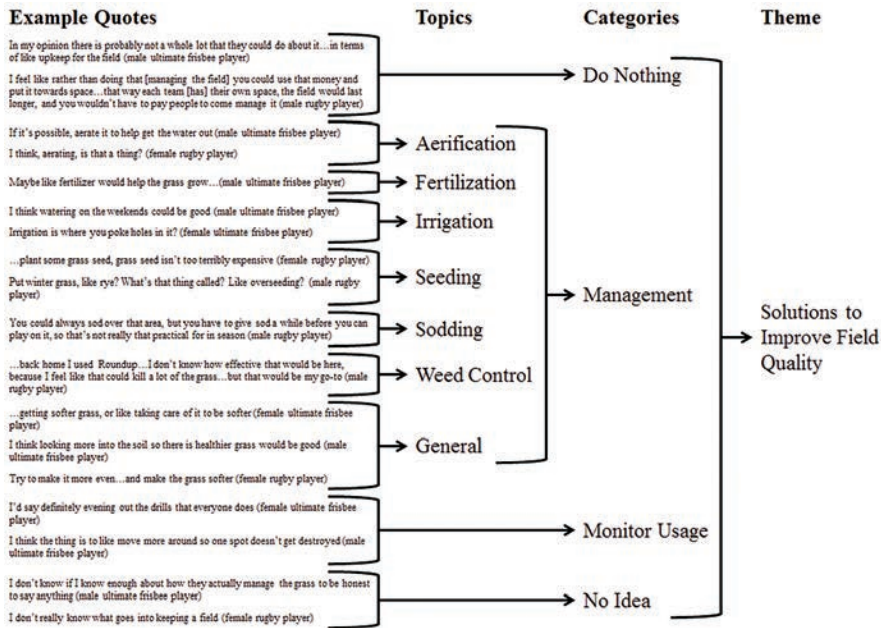 Example Quotes
Topics
Categories
Theme
In my opinion there is probably not a whole lot that they could do about it…in terms
of like upkeep for the field (male ultimate frisbee player)
I feel like rather than doing that [managing the field] you could use that money and
put it towards space…that way each team [has] their own space, the field would last
longer, and you wouldn't have to pay people to come manage it (male rugby player)
Do Nothing
If it's possible, aerate it to help get the water out (male ultimate frisbee player)
I think, aerating, is that a thing? (female rugby player)
Aerification
Maybe like fertilizer would help the grass grow…(male ultimate frisbee player)
Fertilization
I think watering on the weekends could be good (male ultimate frisbee player)
Irrigation is where you poke holes in it? (female ultimate frisbee player)
Irrigation
…plant some grass seed, grass seed isn't too terribly expensive (female rugby player)
Put winter grass, like rye? What's that thing called? Like overseeding? (male rugby
player)
Seeding
Management
You could always sod over that area, but you have to give sod a while before you can
play on it, so that's not really that practical for in season (male rugby player)
Sodding
Solutions to
Improve Field
Quality
…back home I used Roundup…I don't know how effective that would be here,
because I feel like that could kill a lot of the grass…but that would be my go-to (male
rugby player)
Weed Control
…getting softer grass, or like taking care of it to be softer (female ultimate frisbee
player)
I think looking more into the soil so there is healthier grass would be good (male
ultimate frisbee player)
Try to make it more even…and make the grass softer (female rugby player)
General
I'd say definitely evening out the drills that everyone does (female ultimate frisbee
player)
I think the thing is to like move more around so one spot doesn't get destroyed (male
ultimate frisbee player)
Monitor Usage
I don't know if I know enough about how they actually manage the grass to be honest
to say anything (male ultimate frisbee player)
I don't really know what goes into keeping a field (female rugby player)
No Idea